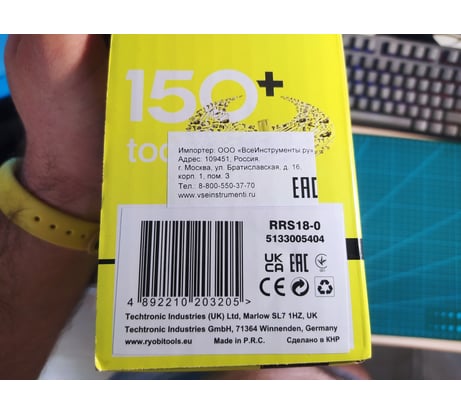 150+
too
Импортер: ООО «ВсеИнструменты.ру»
Адрес: 109451, Россия,
г. Москва, ул. Братиславская, д. 16,
корп. 1, пом. 3
Тел.: 8-800-550-37-70
www.vseinstrumenti.ru
EAC
RRS18-0
5133005404
UK
CA
EAC
CE
4 892210 203205 >
Techtronic Industries (UK) Ltd, Marlow SL7 1HZ, UK
Techtronic Industries GmbH, 71364 Winnenden, Germany
www.ryobitools.eu Made in P.R.C. Сделано в КНР